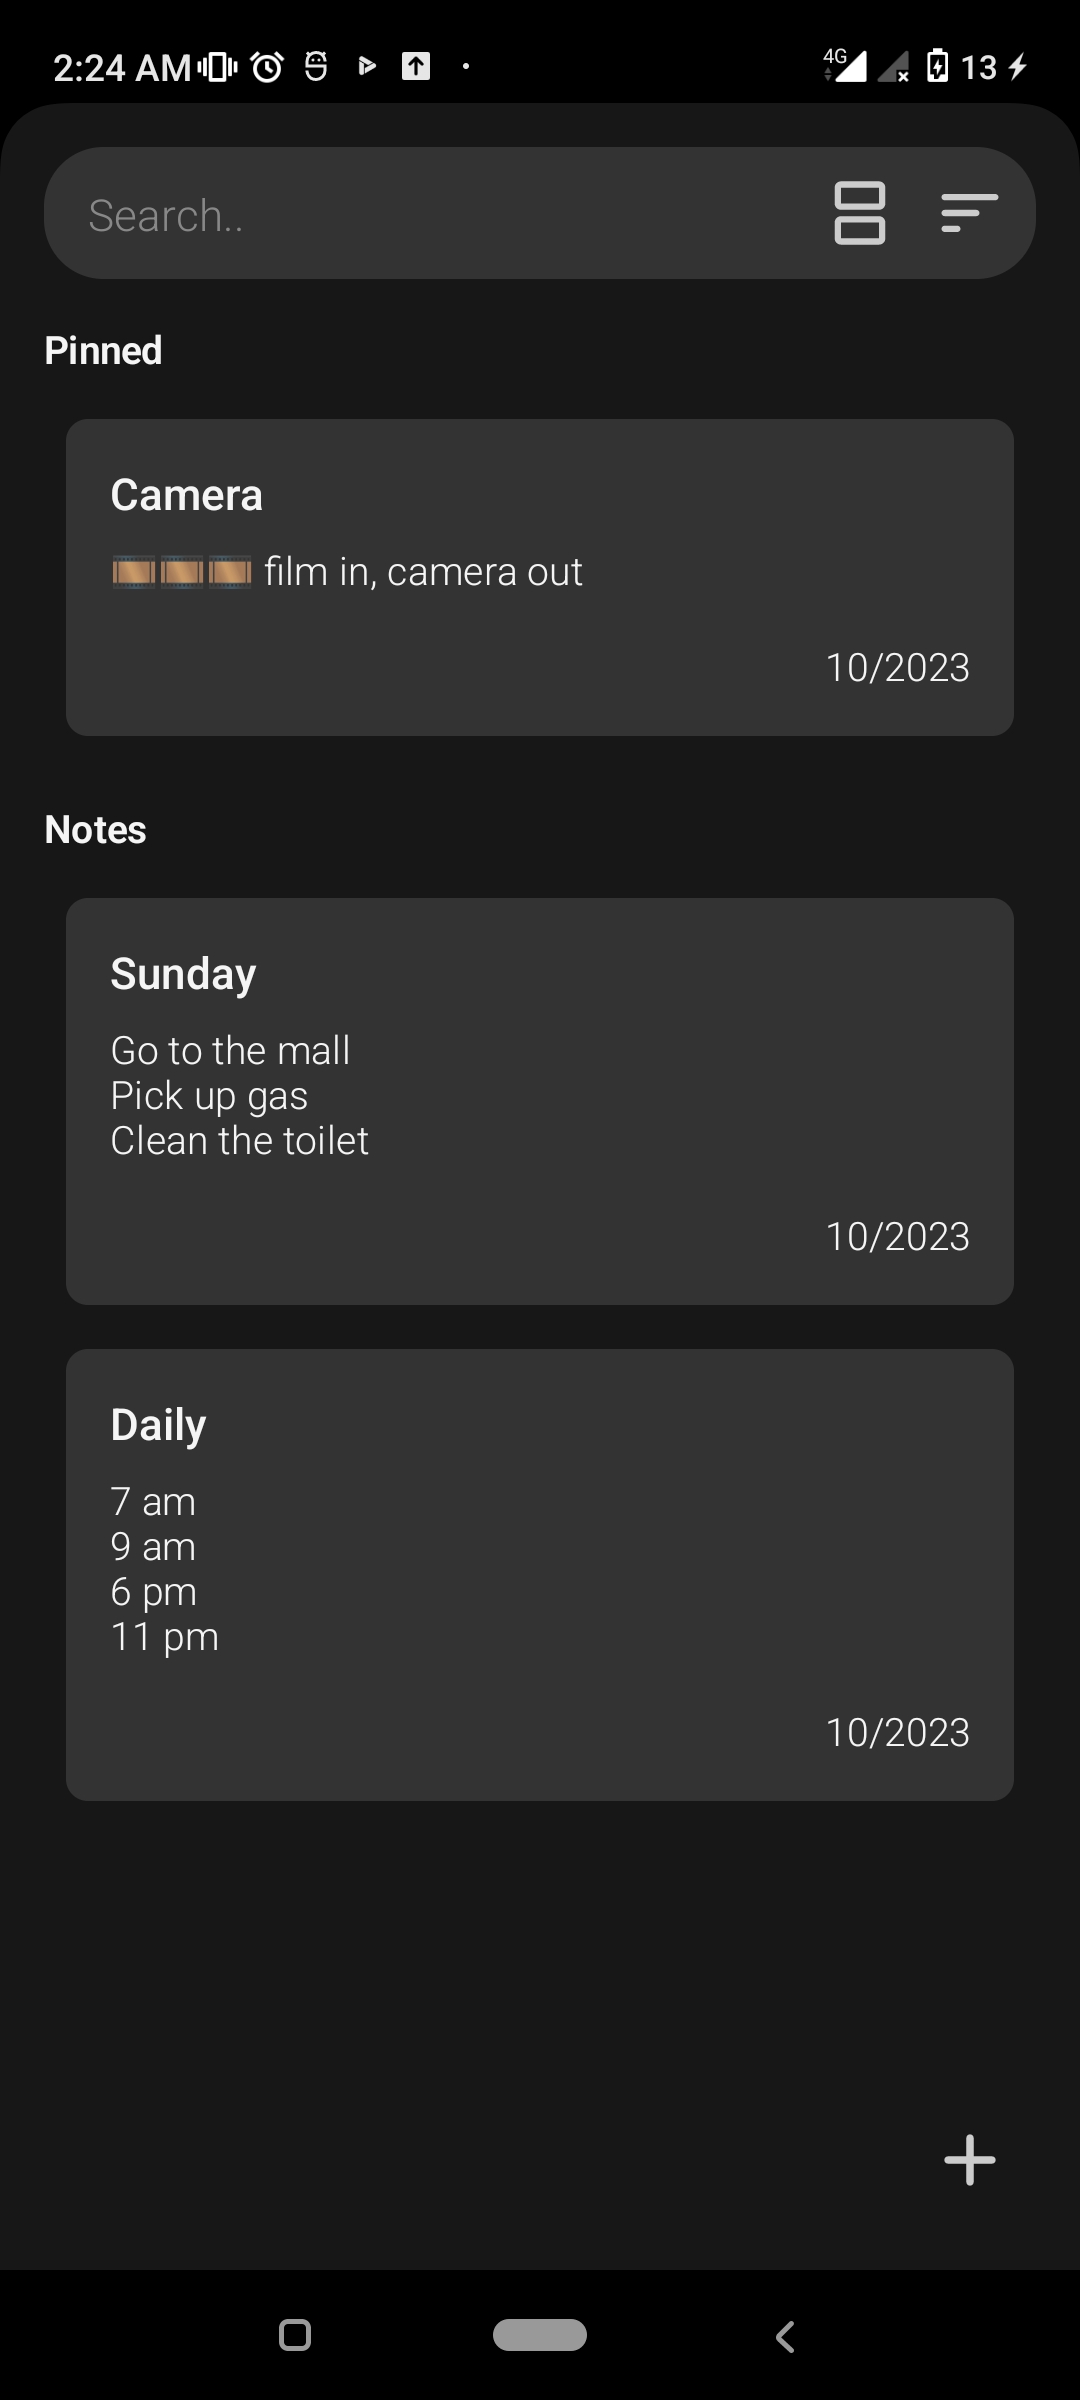 2:24 AM
4G
13
Search..
Pinned
Camera
🎞️🎞️🎞️ film in, camera out
10/2023
Notes
Sunday
Go to the mall
Pick up gas
Clean the toilet
10/2023
Daily
7 am
9 am
6 pm
11 pm
10/2023